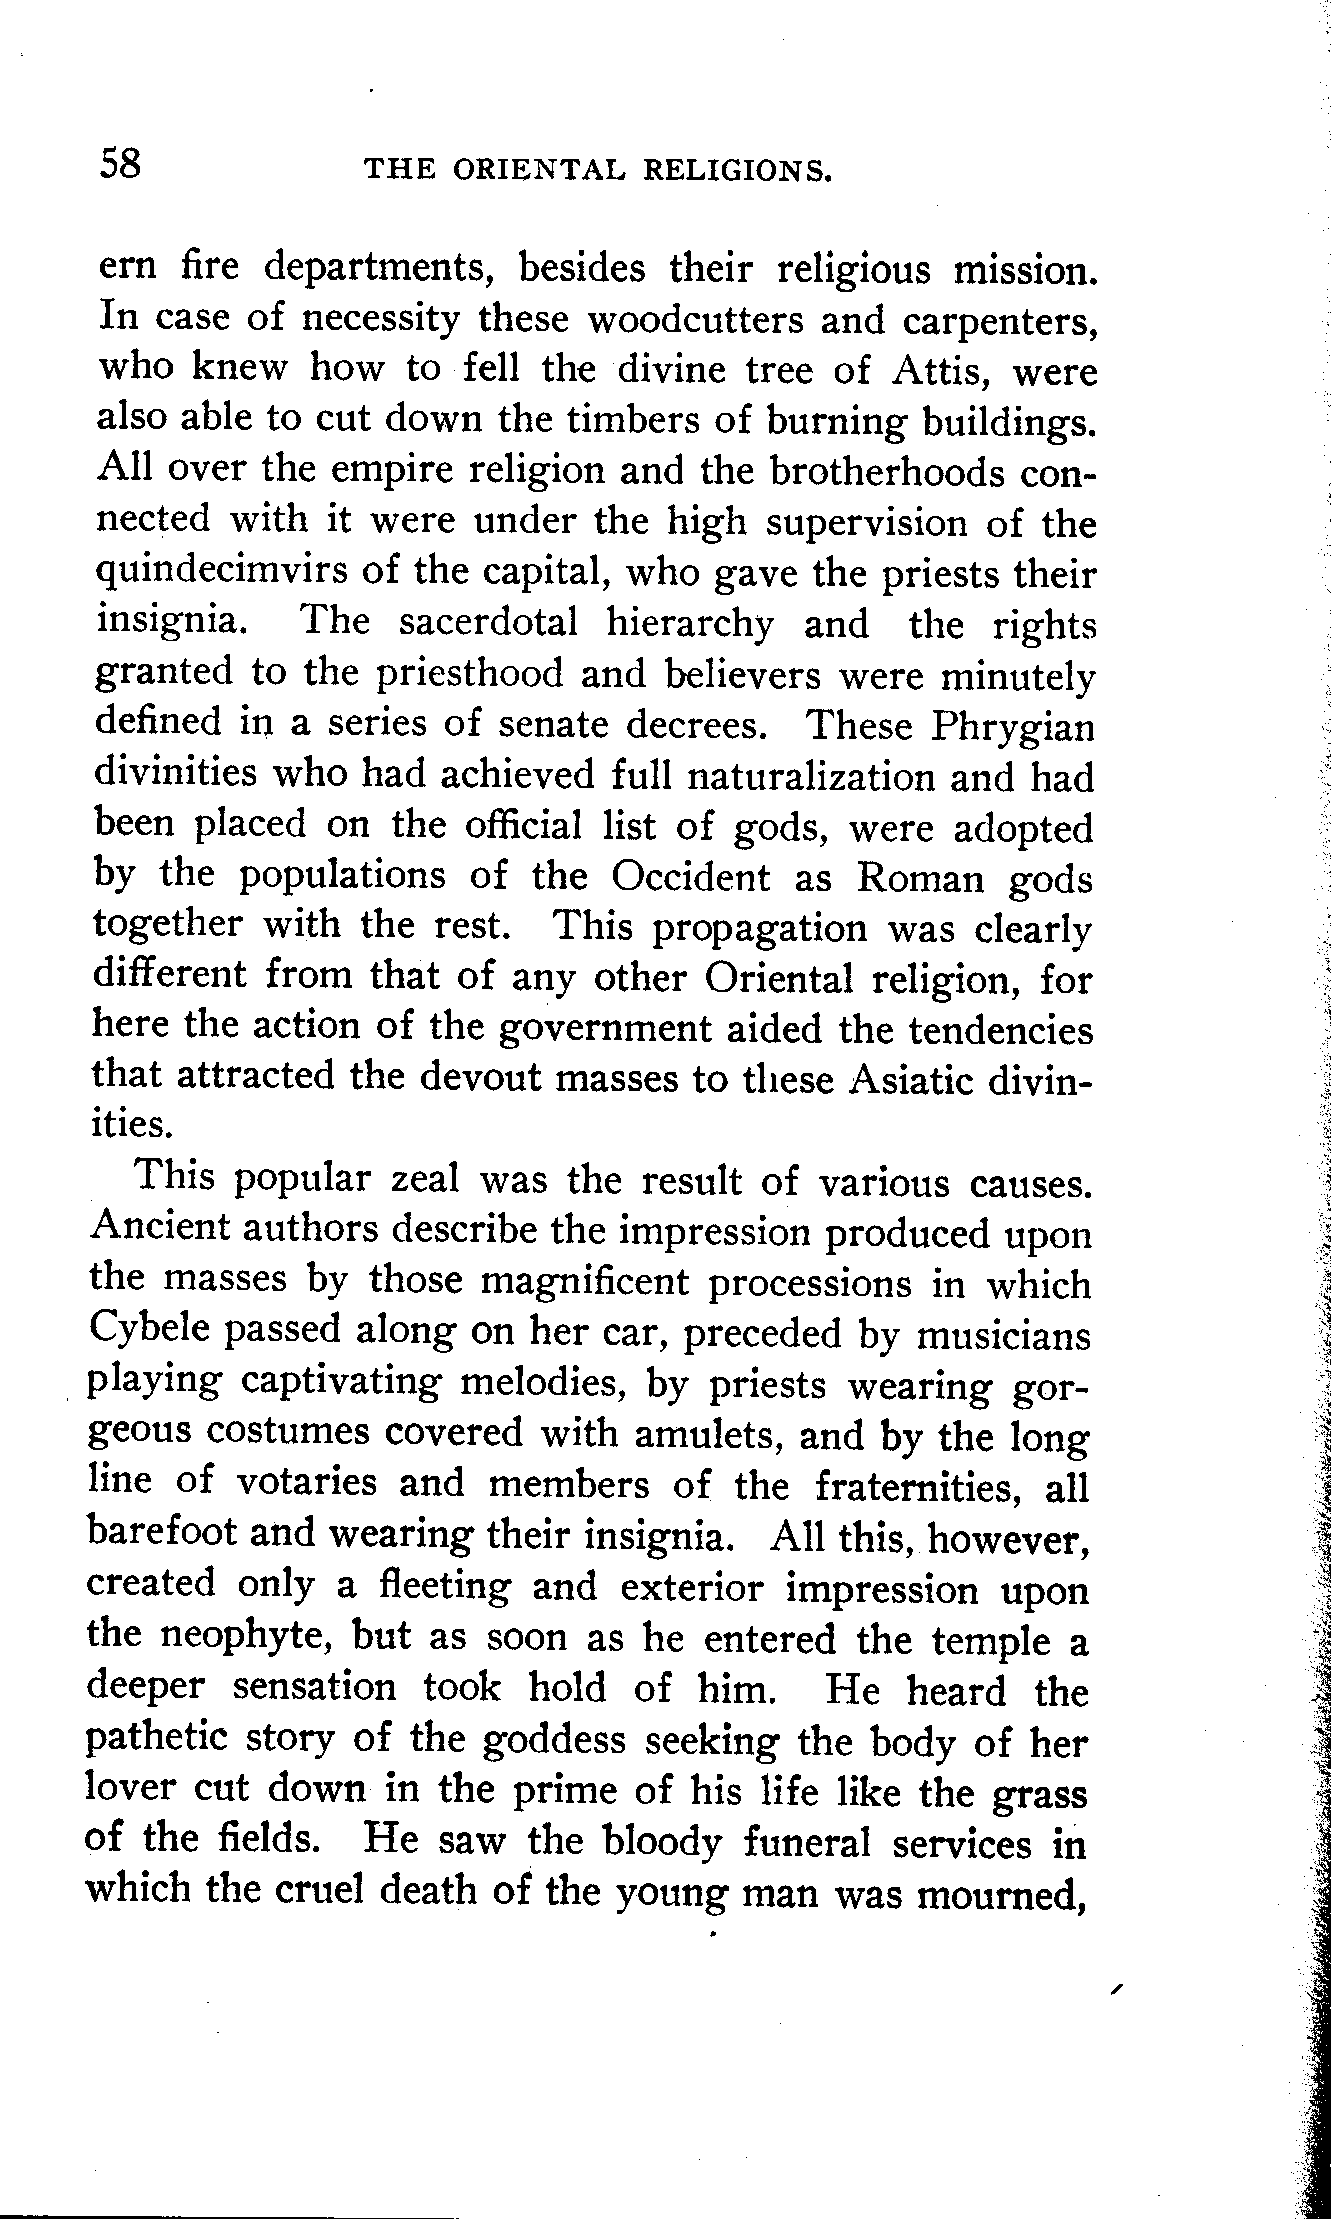 58 THE ORIENTAL RELIGIONS.
ern fire departments, besides their religious mission.
In case of necessity these woodcutters and carpenters,
who knew how to fell the divine tree of Attis, were
also able to cut down the timbers of burning buildings.
All over the empire religion and the brotherhoods con-
nected with it were under the high supervision of the
quindecimvirs of the capital, who gave the priests their
insignia. The sacerdotal hierarchy and the rights
granted to the priesthood and believers were minutely
defined in a series of senate decrees. These Phrygian
divinities who had achieved full naturalization and had
been placed on the official list of gods, were adopted
by the populations of the Occident as Roman gods
together with the rest. This propagation was clearly
different from that of any other Oriental religion, for
here the action of the government aided the tendencies
that attracted the devout masses to these Asiatic divin-
ities.
This popular zeal was the result of various causes.
Ancient authors describe the impression produced upon
the masses by those magnificent processions in which
Cybele passed along on her car, preceded by musicians
playing captivating melodies, by priests wearing gor-
geous costumes covered with amulets, and by the long
line of votaries and members of the fraternities, all
barefoot and wearing their insignia. All this, however,
created only a fleeting and exterior impression upon
the neophyte, but as soon as he entered the temple a
deeper sensation took hold of him. He heard the
pathetic story of the goddess seeking the body of her
lover cut down in the prime of his life like the grass
of the fields. He saw the bloody funeral services in
which the cruel death of the young man was mourned,